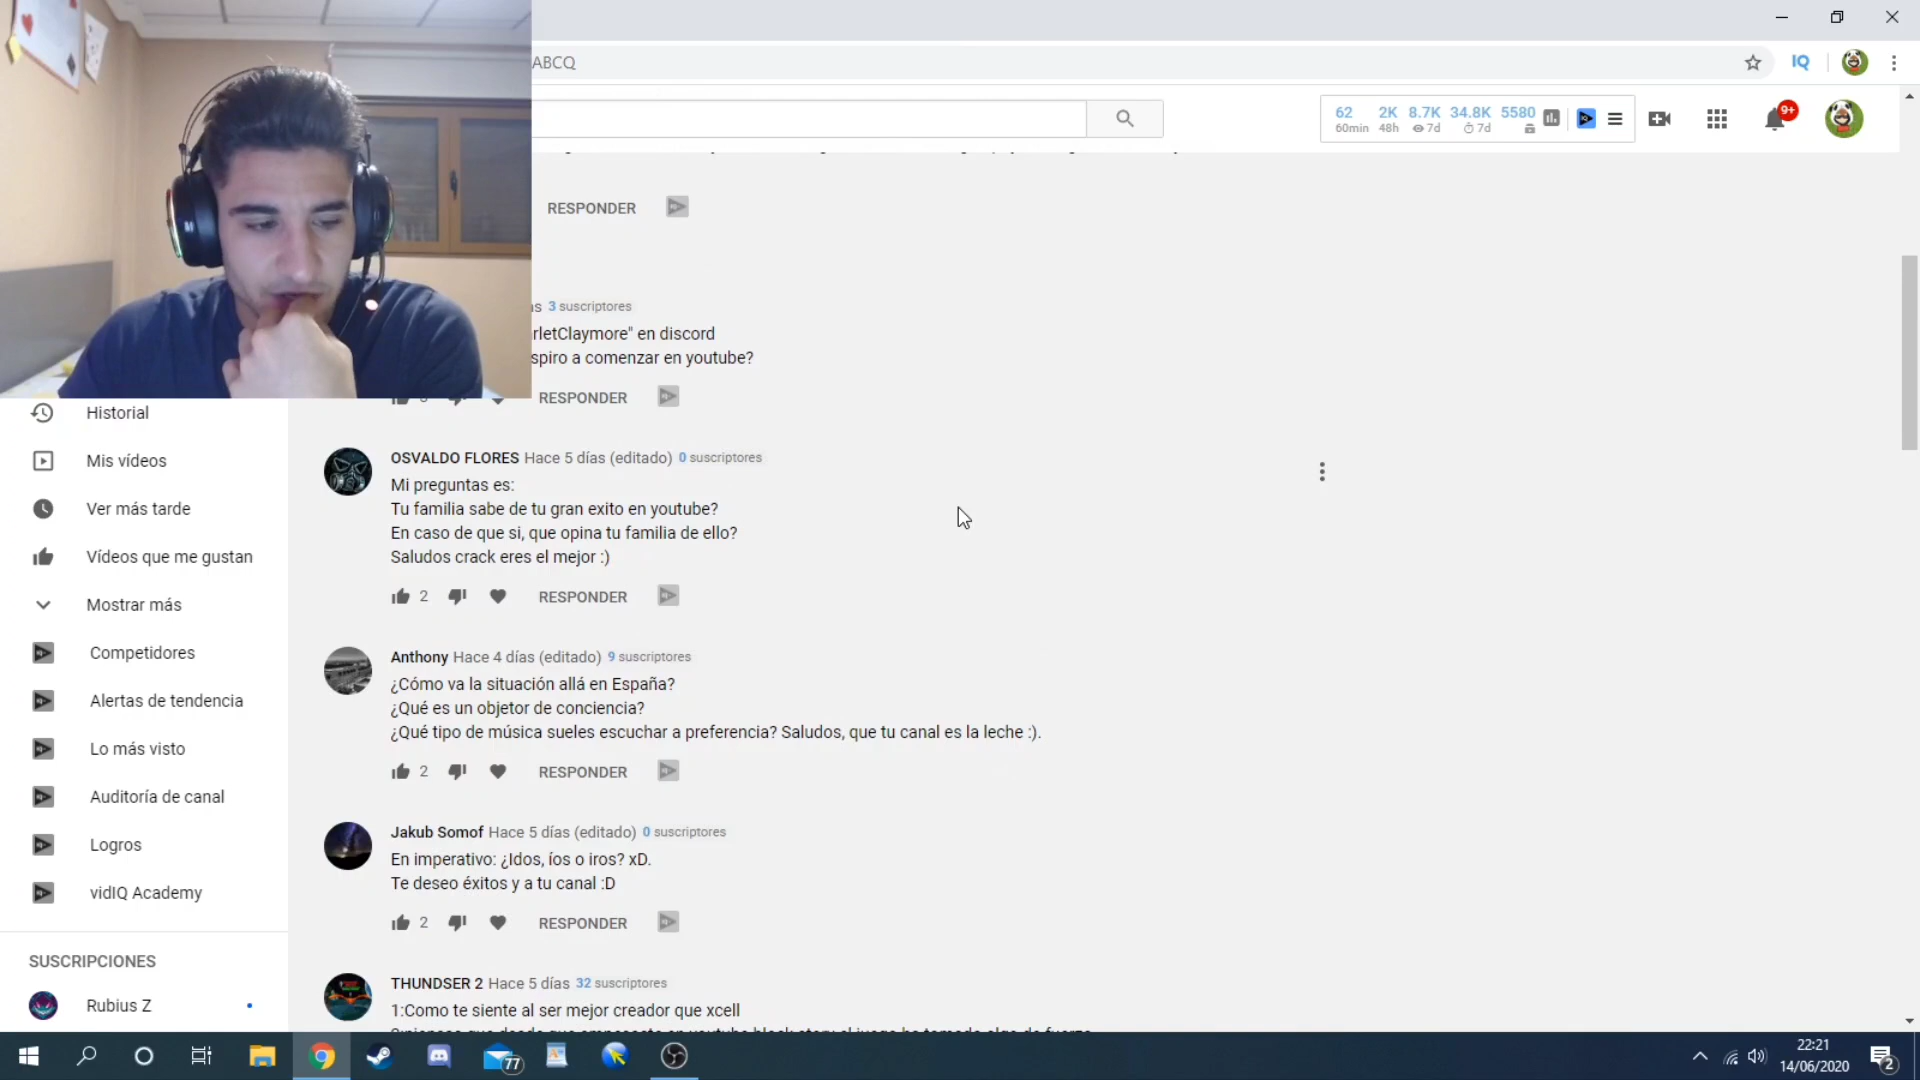 ABCQ
IQ
62 2K 8.7K 34.8K 5580
60min 48h 7d 7d
9+
RESPONDER
3 suscriptores
rletClaymore" en discord
spiro a comenzar en youtube?
RESPONDER
Historial
Mis vídeos
Ver más tarde
Vídeos que me gustan
Mostrar más
Competidores
Alertas de tendencia
Lo más visto
Auditoría de canal
Logros
vidIQ Academy
SUSCRIPCIONES
Rubius Z
OSVALDO FLORES Hace 5 días (editado) 0 suscriptores
Mi preguntas es:
Tu familia sabe de tu gran exito en youtube?
En caso de que si, que opina tu familia de ello?
Saludos crack eres el mejor :)
2 RESPONDER
Anthony Hace 4 días (editado) 9 suscriptores
¿Cómo va la situación allá en España?
¿Qué es un objetor de conciencia?
¿Qué tipo de música sueles escuchar a preferencia? Saludos, que tu canal es la leche :).
2 RESPONDER
Jakub Somof Hace 5 días (editado) 0 suscriptores
En imperativo: ¿Idos, íos o iros? xD.
Te deseo éxitos y a tu canal :D
2 RESPONDER
THUNDSER 2 Hace 5 días 32 suscriptores
1:Como te siente al ser mejor creador que xcell
77
22:21
14/06/2020
2